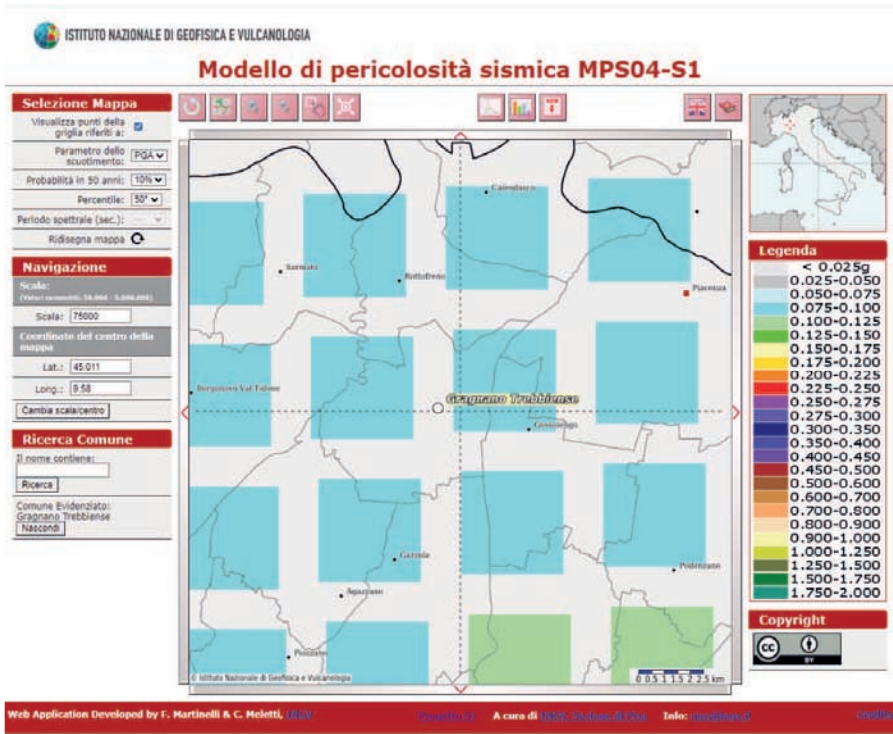 ISTITUTO NAZIONALE DI GEOFISICA E VULCANOLOGIA
Modello di pericolosità sismica MPS04-S1
Selezione Mappa
Visualizza punti della
griglia riferiti a:
Parametro dello
scuotimento: PGA
Probabilità in 50 anni: 10%
Percentile: 50°
Periodo spettrale (sec.):
Ridisegna mappa
Navigazione
Scala:
Scala: 75000
Coordinate del centro della
mappa
Lat.: 45.011
Long.: 9.58
Cambia scala/centro
Ricerca Comune
Il nome contiene:
Ricerca
Comune Evidenziato:
Gragnano Trebbiense
Nascondi
Calendasco
Sarmato
Rottofreno
Piacenza
Borgonovo Val Tidone
Gragnano Trebbiense
Gossolengo
Gazzola
Podenzano
Agazzano
Piozzano
© Istituto Nazionale di Geofisica e Vulcanologia
0 0.5 1 1.5 2 2.5 km
Legenda
< 0.025g
0.025-0.050
0.050-0.075
0.075-0.100
0.100-0.125
0.125-0.150
0.150-0.175
0.175-0.200
0.200-0.225
0.225-0.250
0.250-0.275
0.275-0.300
0.300-0.350
0.350-0.400
0.400-0.450
0.450-0.500
0.500-0.600
0.600-0.700
0.700-0.800
0.800-0.900
0.900-1.000
1.000-1.250
1.250-1.500
1.500-1.750
1.750-2.000
Copyright
cc
BY
Web Application Developed by F. Martinelli & C. Meletti, INGV
Progetto S1
A cura di INGV, Sezione di Pisa
Info:
Credits